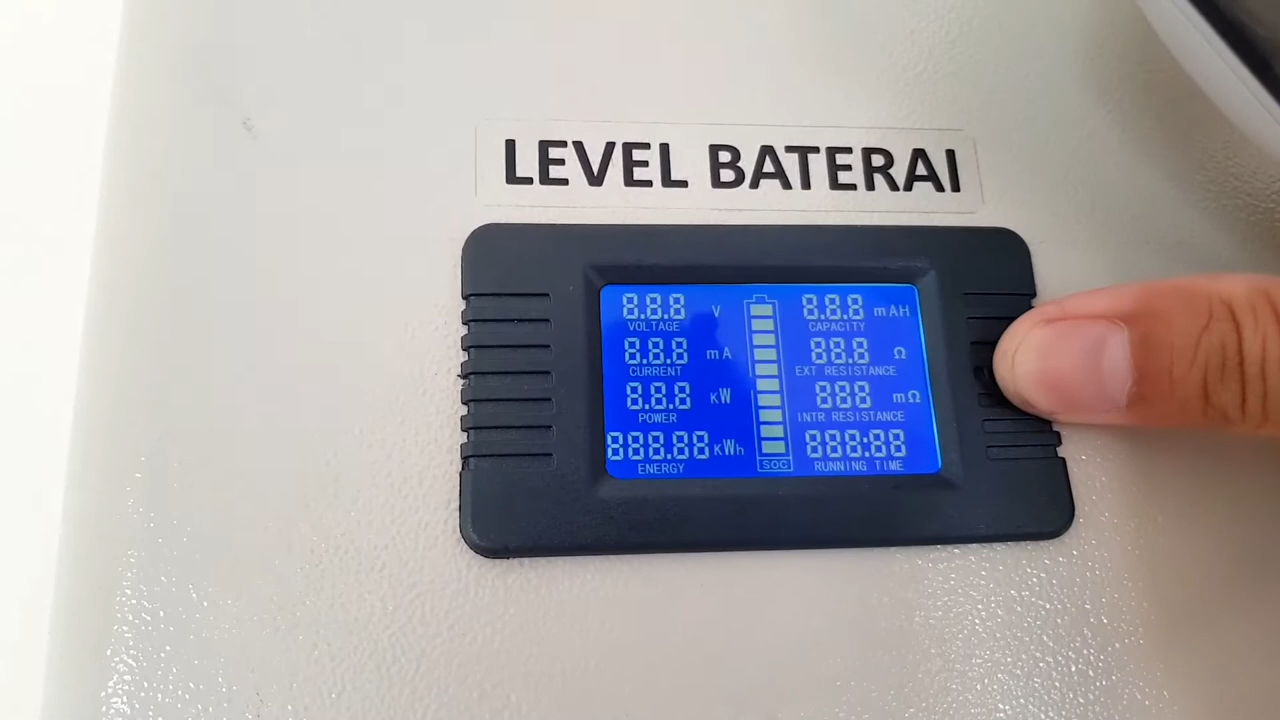 LEVEL BATERAI
8.8.8 V
VOLTAGE
8.8.8 mA
CURRENT
8.8.8 KW
POWER
888.88 KWh
ENERGY
SOC
8.8.8 mAH
CAPACITY
88.8 Ω
EXT RESISTANCE
888 mΩ
INTR RESISTANCE
888:88
RUNNING TIME